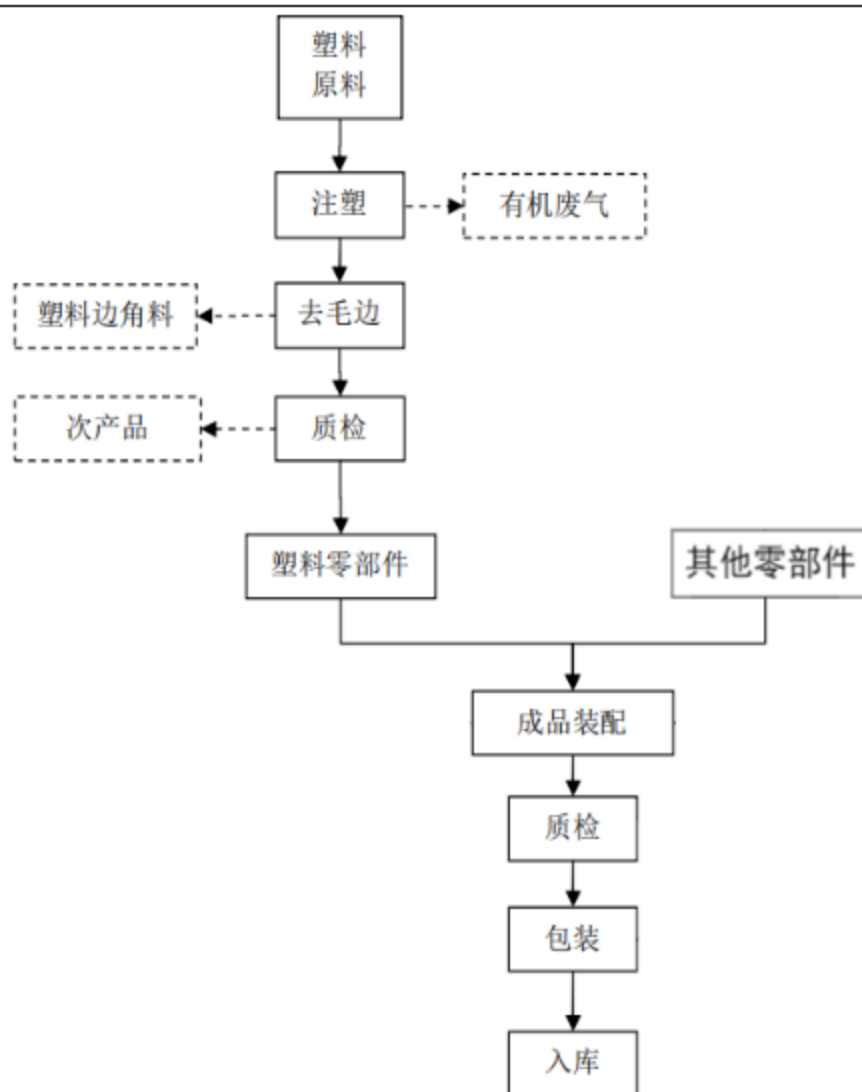 塑料
原料
注塑
有机废气
塑料边角料
去毛边
次产品
质检
塑料零部件
其他零部件
成品装配
质检
包装
入库